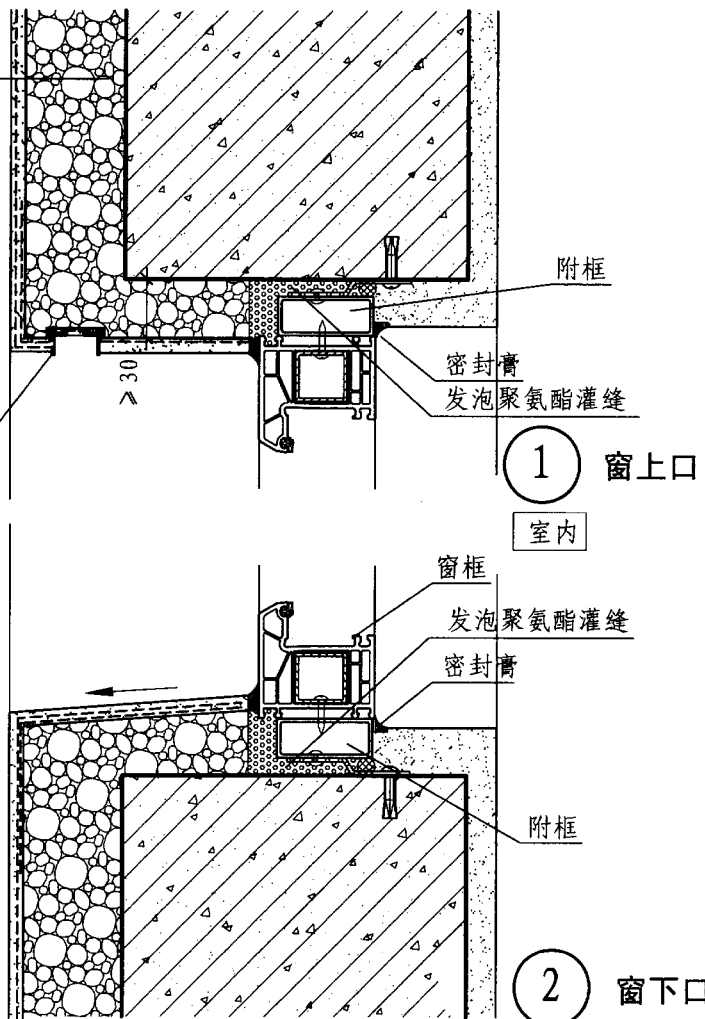 附框
密封膏
发泡聚氨酯灌缝
≥30
1 窗上口
室内
窗框
发泡聚氨酯灌缝
密封膏
附框
2 窗下口